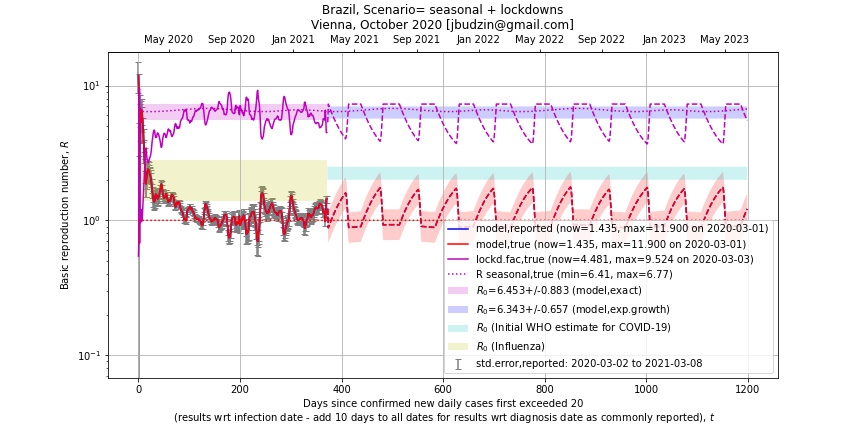 Brazil, Scenario= seasonal + lockdowns
Vienna, October 2020 [jbudzin@gmail.com]
May 2020 Sep 2020 Jan 2021 May 2021 Sep 2021 Jan 2022 May 2022 Sep 2022 Jan 2023 May 2023
Basic reproduction number, R
10¹
10⁰
10⁻¹
model,reported (now=1.435, max=11.900 on 2020-03-01)
model,true (now=1.435, max=11.900 on 2020-03-01)
lockd.fac,true (now=4.481, max=9.524 on 2020-03-03)
R seasonal,true (min=6.41, max=6.77)
R₀=6.453+/-0.883 (model,exact)
R₀=6.343+/-0.657 (model,exp.growth)
R₀ (Initial WHO estimate for COVID-19)
R₀ (Influenza)
std.error,reported: 2020-03-02 to 2021-03-08
0 200 400 600 800 1000 1200
Days since confirmed new daily cases first exceeded 20
(results wrt infection date - add 10 days to all dates for results wrt diagnosis date as commonly reported), t